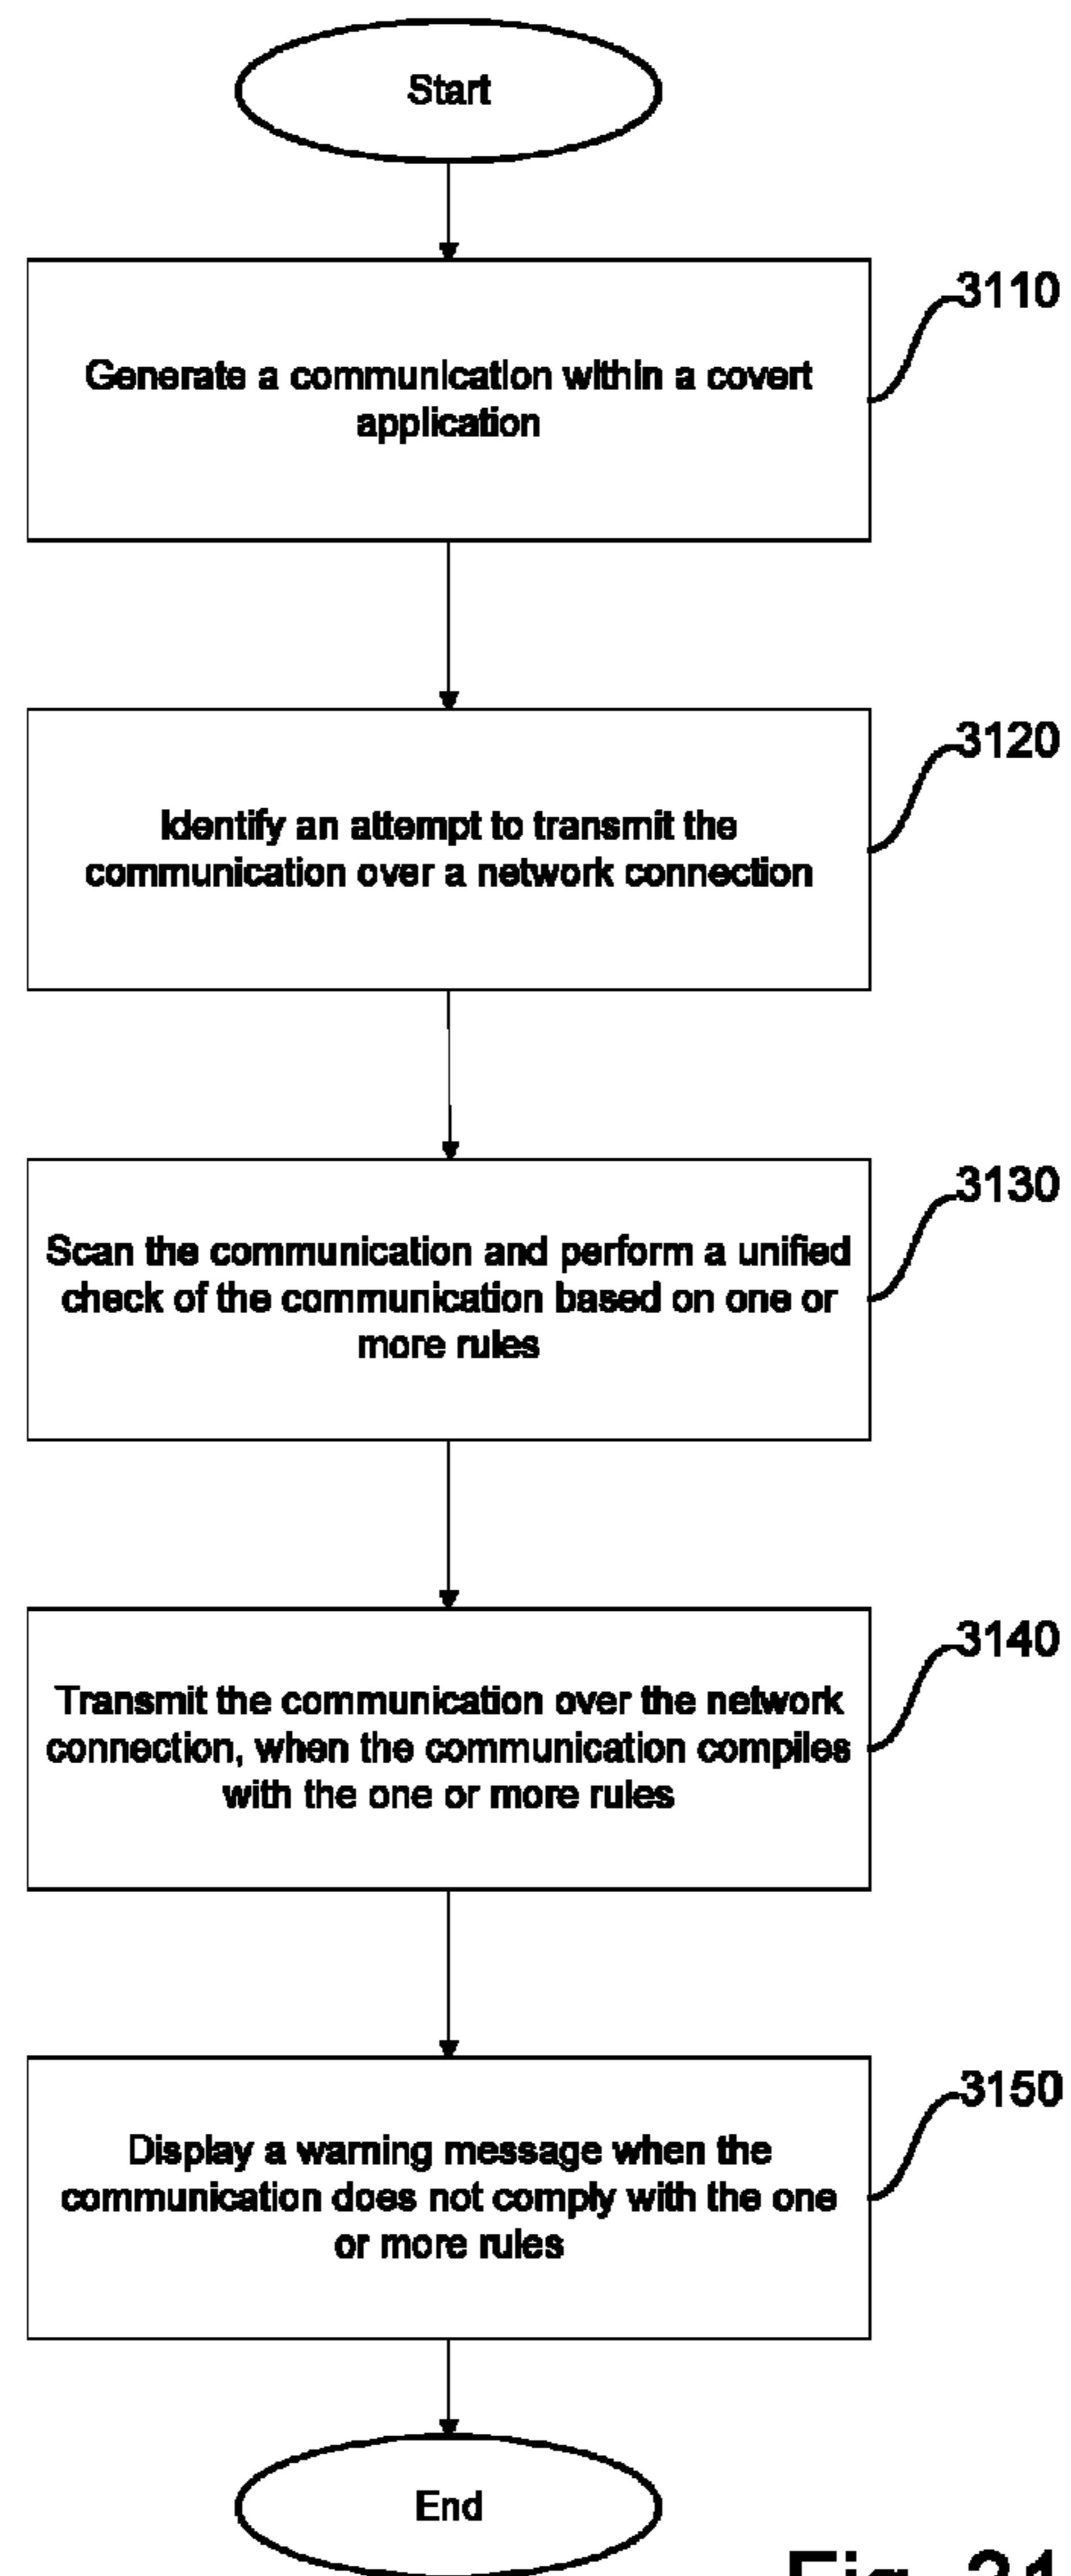 Start
3110
Generate a communication within a covert
application
3120
Identify an attempt to transmit the
communication over a network connection
3130
Scan the communication and perform a unified
check of the communication based on one or
more rules
3140
Transmit the communication over the network
connection, when the communication compiles
with the one or more rules
3150
Display a warning message when the
communication does not comply with the one
or more rules
End
Fig. 31